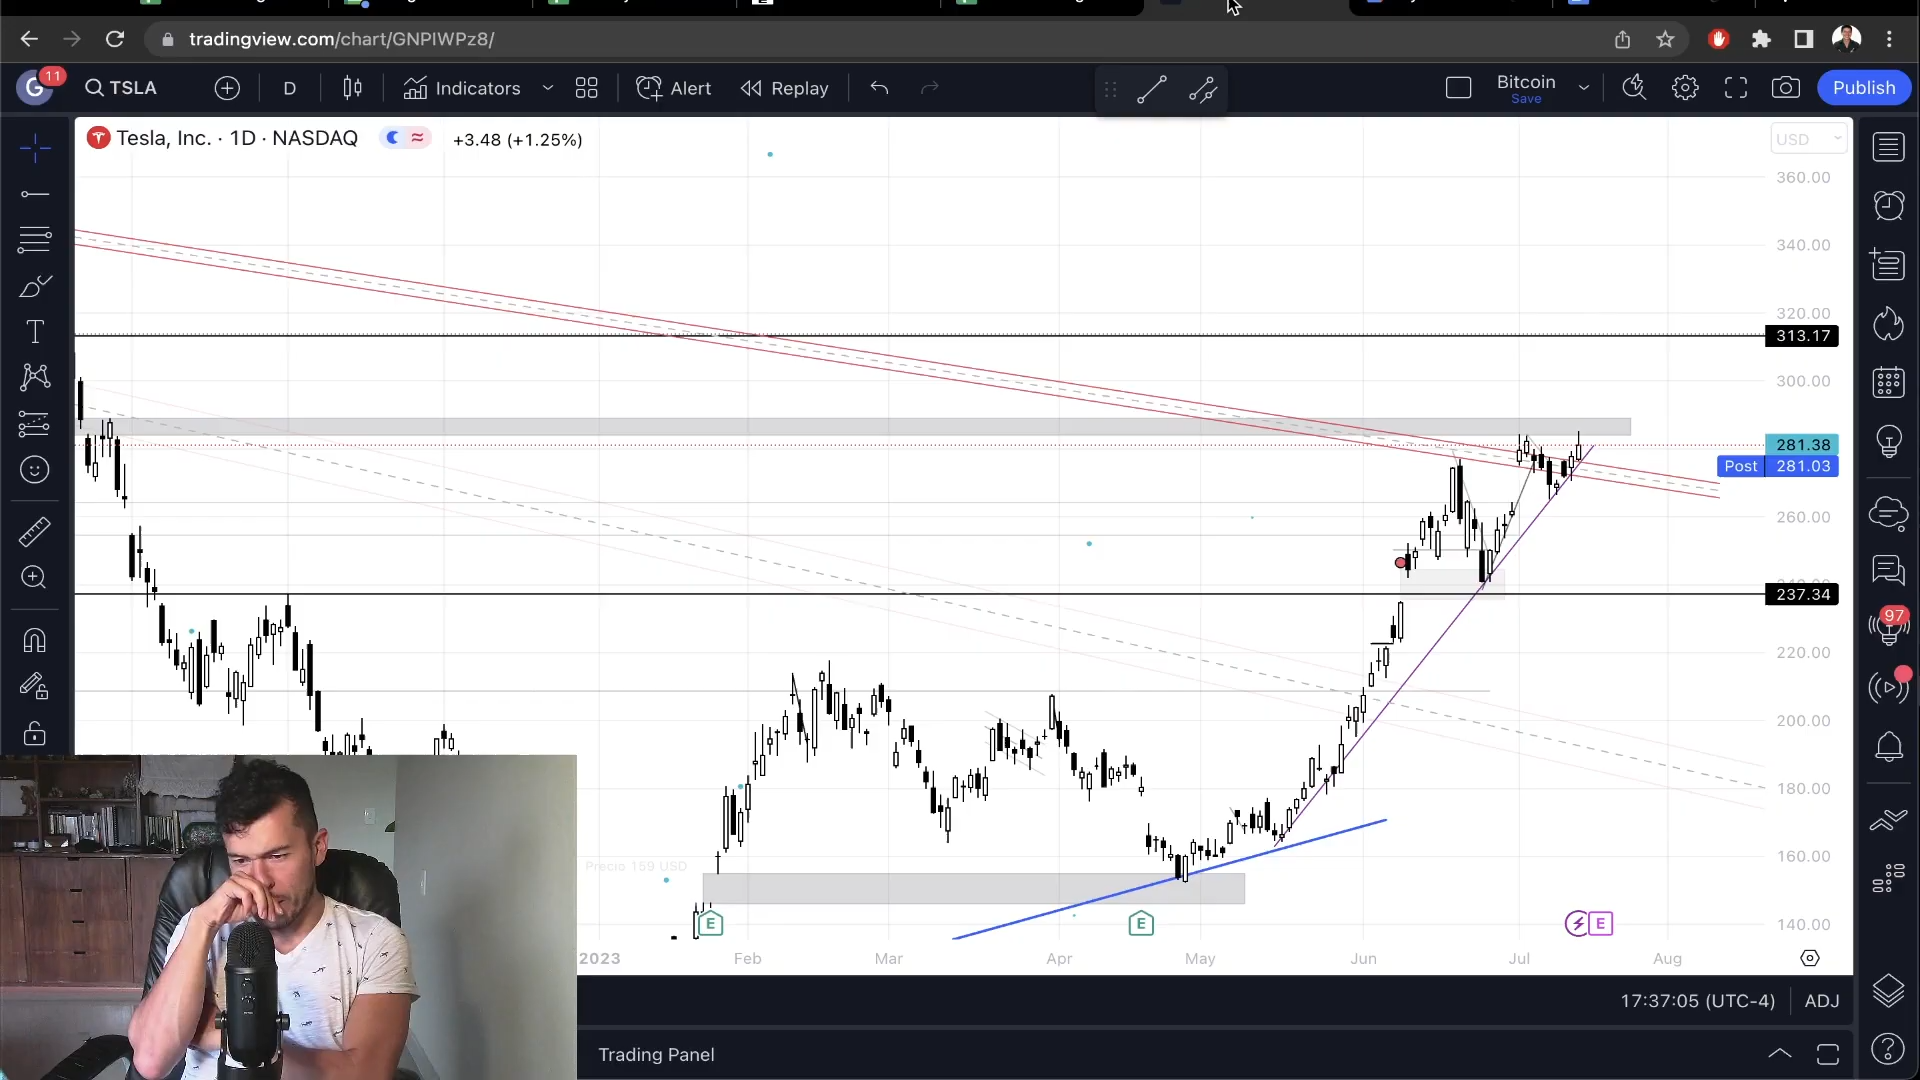 tradingview.com/chart/GNPIWPz8/
G
11
TSLA
D
Indicators
Alert
Replay
Bitcoin
Save
Publish
Tesla, Inc. · 1D · NASDAQ
+3.48 (+1.25%)
USD
360.00
340.00
320.00
313.17
300.00
281.38
Post 281.03
260.00
237.34
220.00
200.00
180.00
160.00
140.00
97
Precio 159 USD
E
E
E
2023
Feb
Mar
Apr
May
Jun
Jul
Aug
17:37:05 (UTC-4)
ADJ
Trading Panel